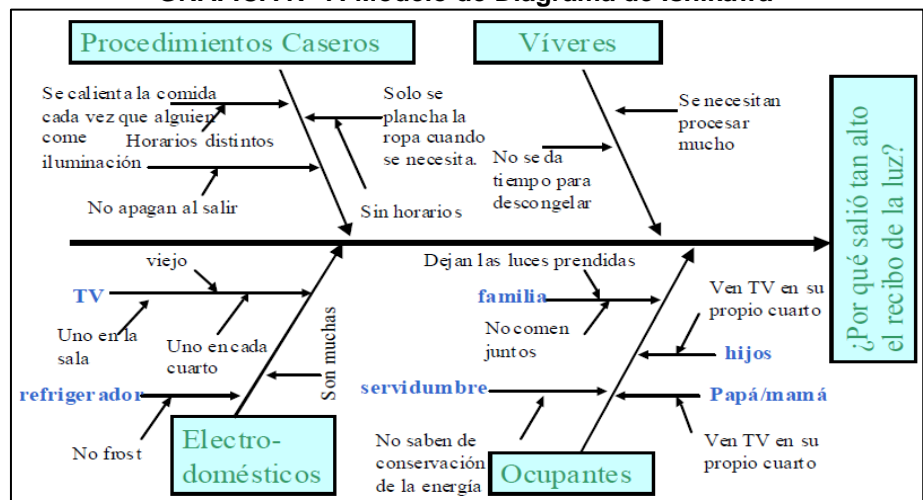 Procedimientos Caseros
Víveres
Se calienta la comida
cada vez que alguien
come
Horarios distintos
iluminación
No apagan al salir
Solo se
plancha la
ropa cuando
se necesita.
Sin horarios
Se necesitan
procesar
mucho
No se da
tiempo para
descongelar
¿Por qué salió tan alto
el recibo de la luz?
viejo
TV
Uno en la
sala
Uno en cada
cuarto
Son muchas
refrigerador
No frost
Electro-
domésticos
Dejan las luces prendidas
familia
No comen
juntos
Ven TV en su
propio cuarto
hijos
servidumbre
No saben de
conservación
de la energía
Papá/mamá
Ven TV en su
propio cuarto
Ocupantes